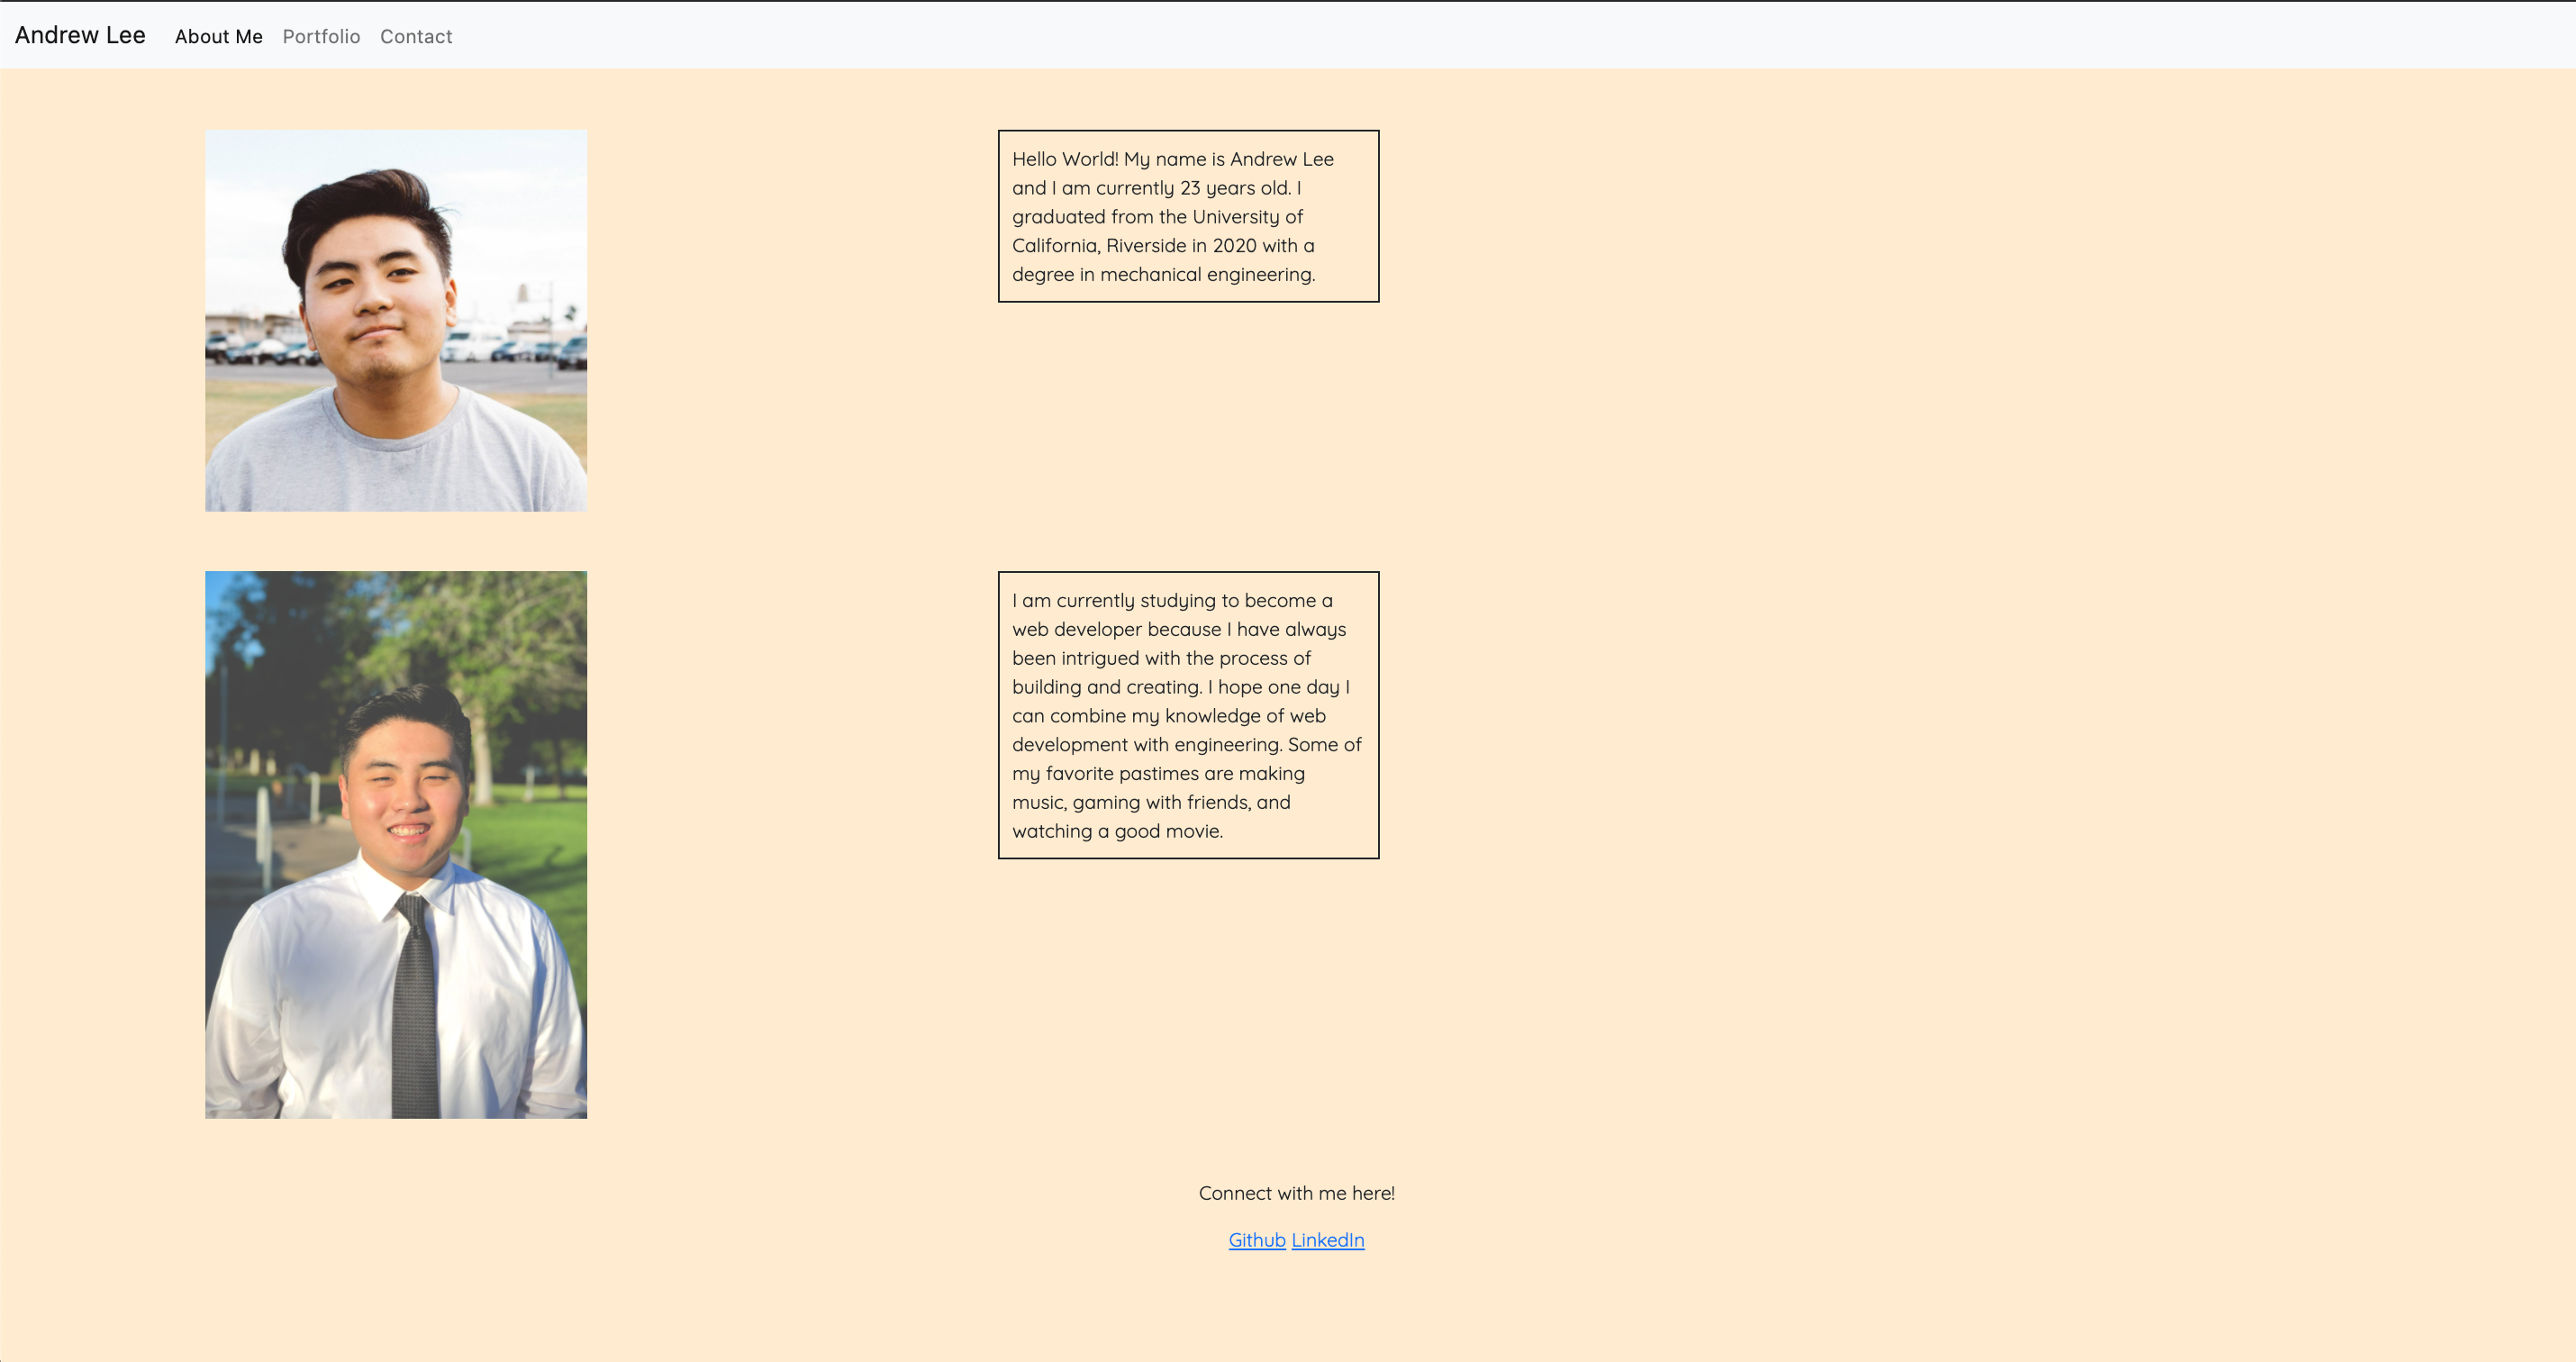 Andrew Lee About Me Portfolio Contact
Hello World! My name is Andrew Lee
and I am currently 23 years old. I
graduated from the University of
California, Riverside in 2020 with a
degree in mechanical engineering.
I am currently studying to become a
web developer because I have always
been intrigued with the process of
building and creating. I hope one day I
can combine my knowledge of web
development with engineering. Some of
my favorite pastimes are making
music, gaming with friends, and
watching a good movie.
Connect with me here!
Github LinkedIn